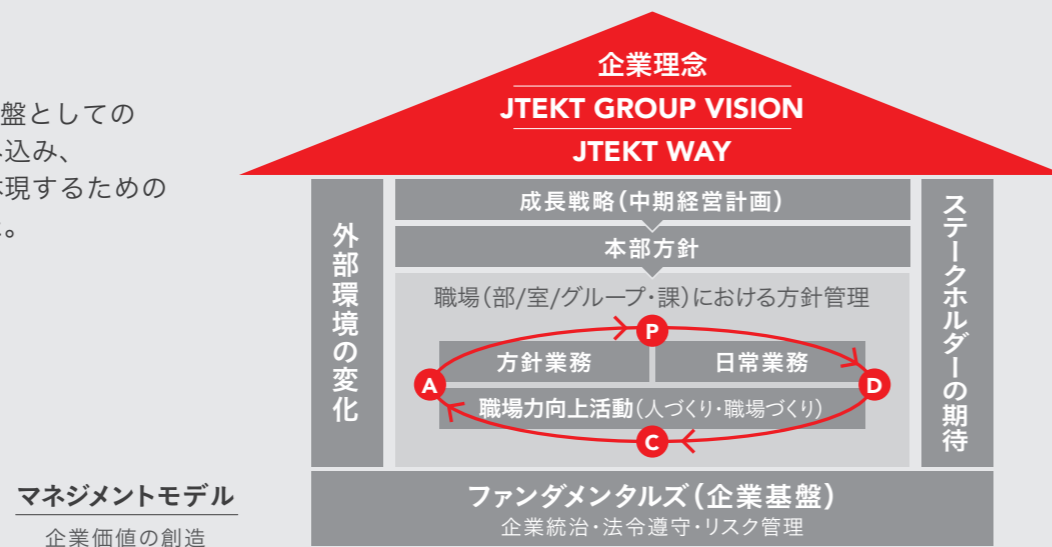 盤としての
込み、
現するための
。
企業理念
JTEKT GROUP VISION
JTEKT WAY
外部環境の変化
成長戦略(中期経営計画)
本部方針
職場(部/室/グループ・課)における方針管理
P
方針業務
日常業務
A
D
職場力向上活動(人づくり・職場づくり)
C
ステークホルダーの期待
マネジメントモデル
企業価値の創造
ファンダメンタルズ(企業基盤)
企業統治・法令遵守・リスク管理